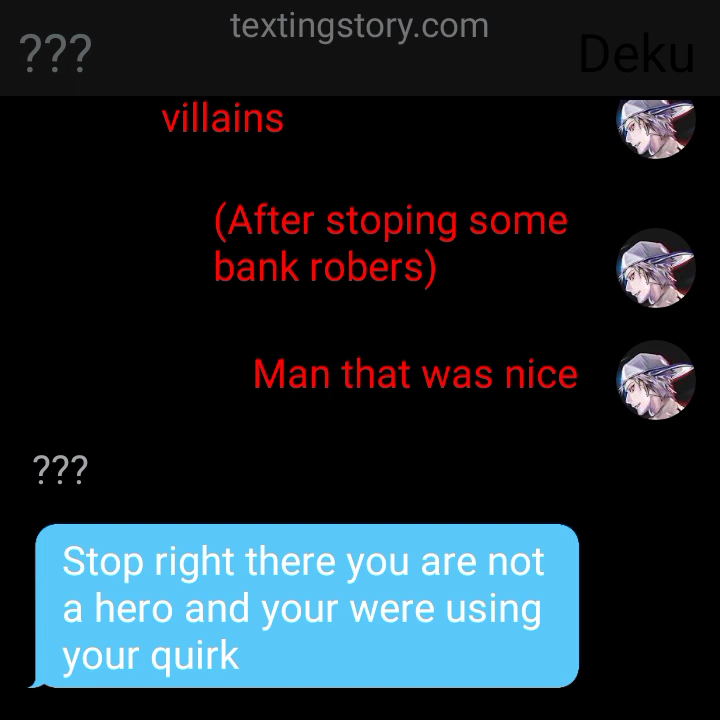 textingstory.com
???
Deku
villains
(After stoping some
bank robers)
Man that was nice
???
Stop right there you are not
a hero and your were using
your quirk